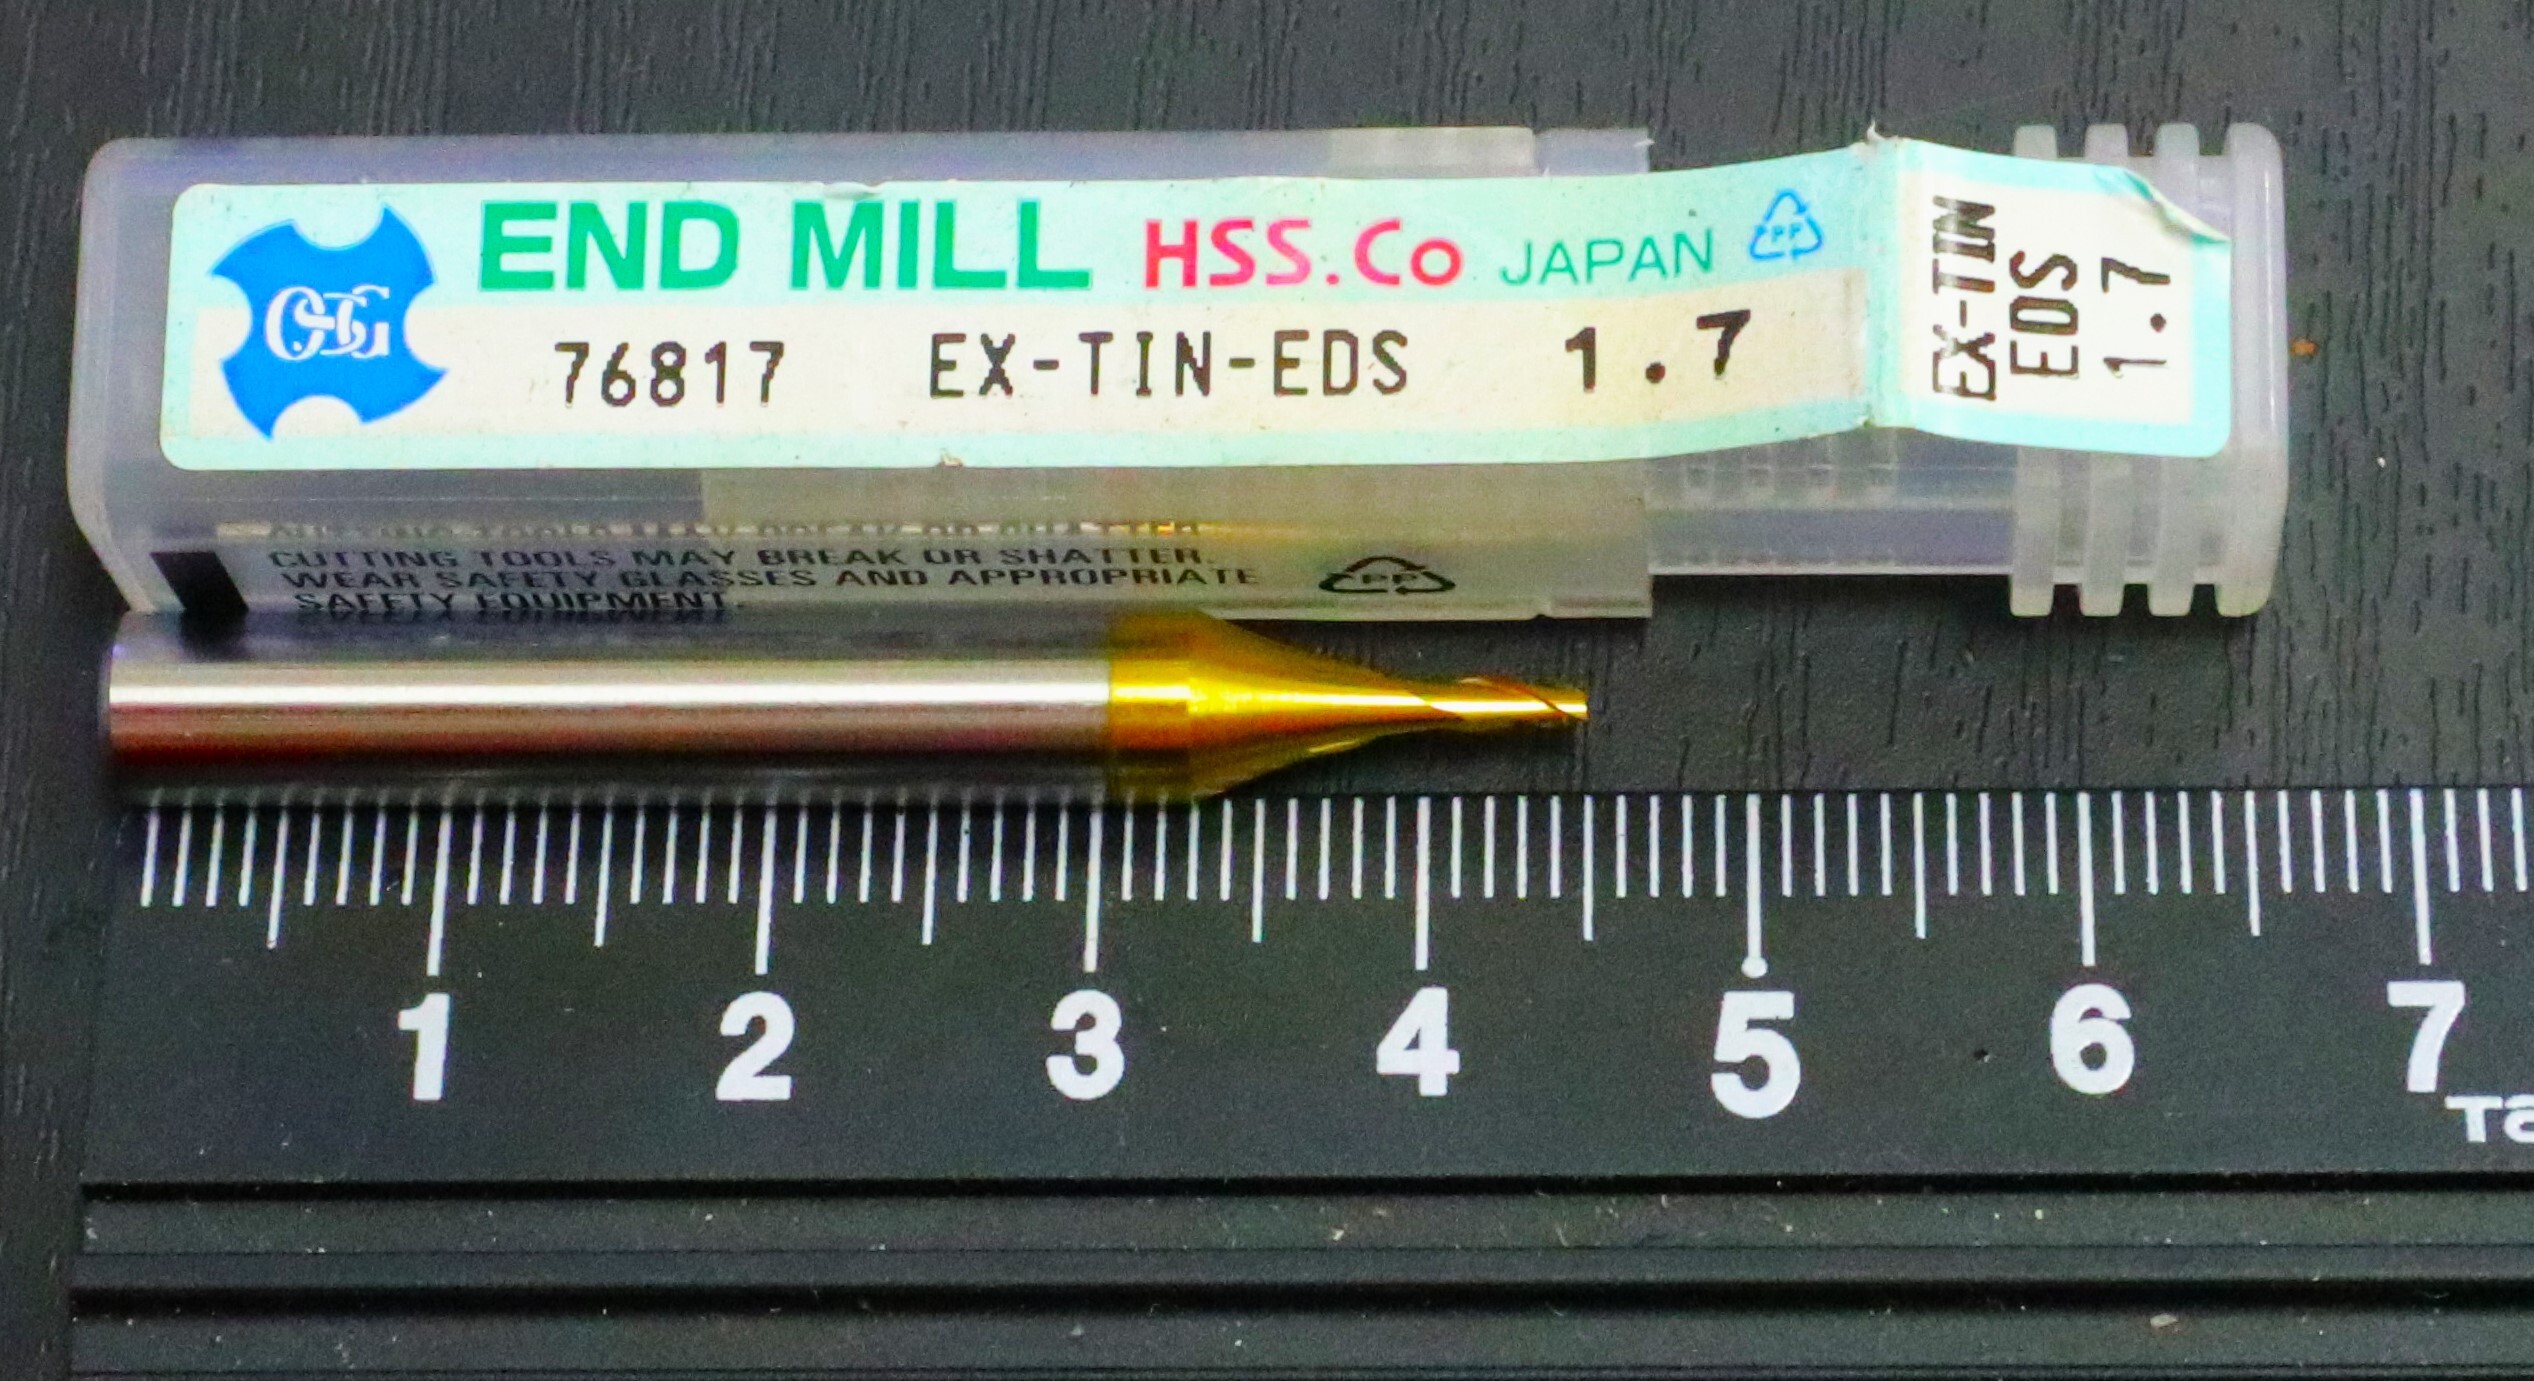 OSG
END MILL HSS.Co JAPAN PP
76817 EX-TIN-EDS 1.7
EX-TIN
EDS
1.7
CUTTING TOOLS MAY BREAK OR SHATTER.
WEAR SAFETY GLASSES AND APPROPRIATE
SAFETY EQUIPMENT.
PP
1 2 3 4 5 6 7